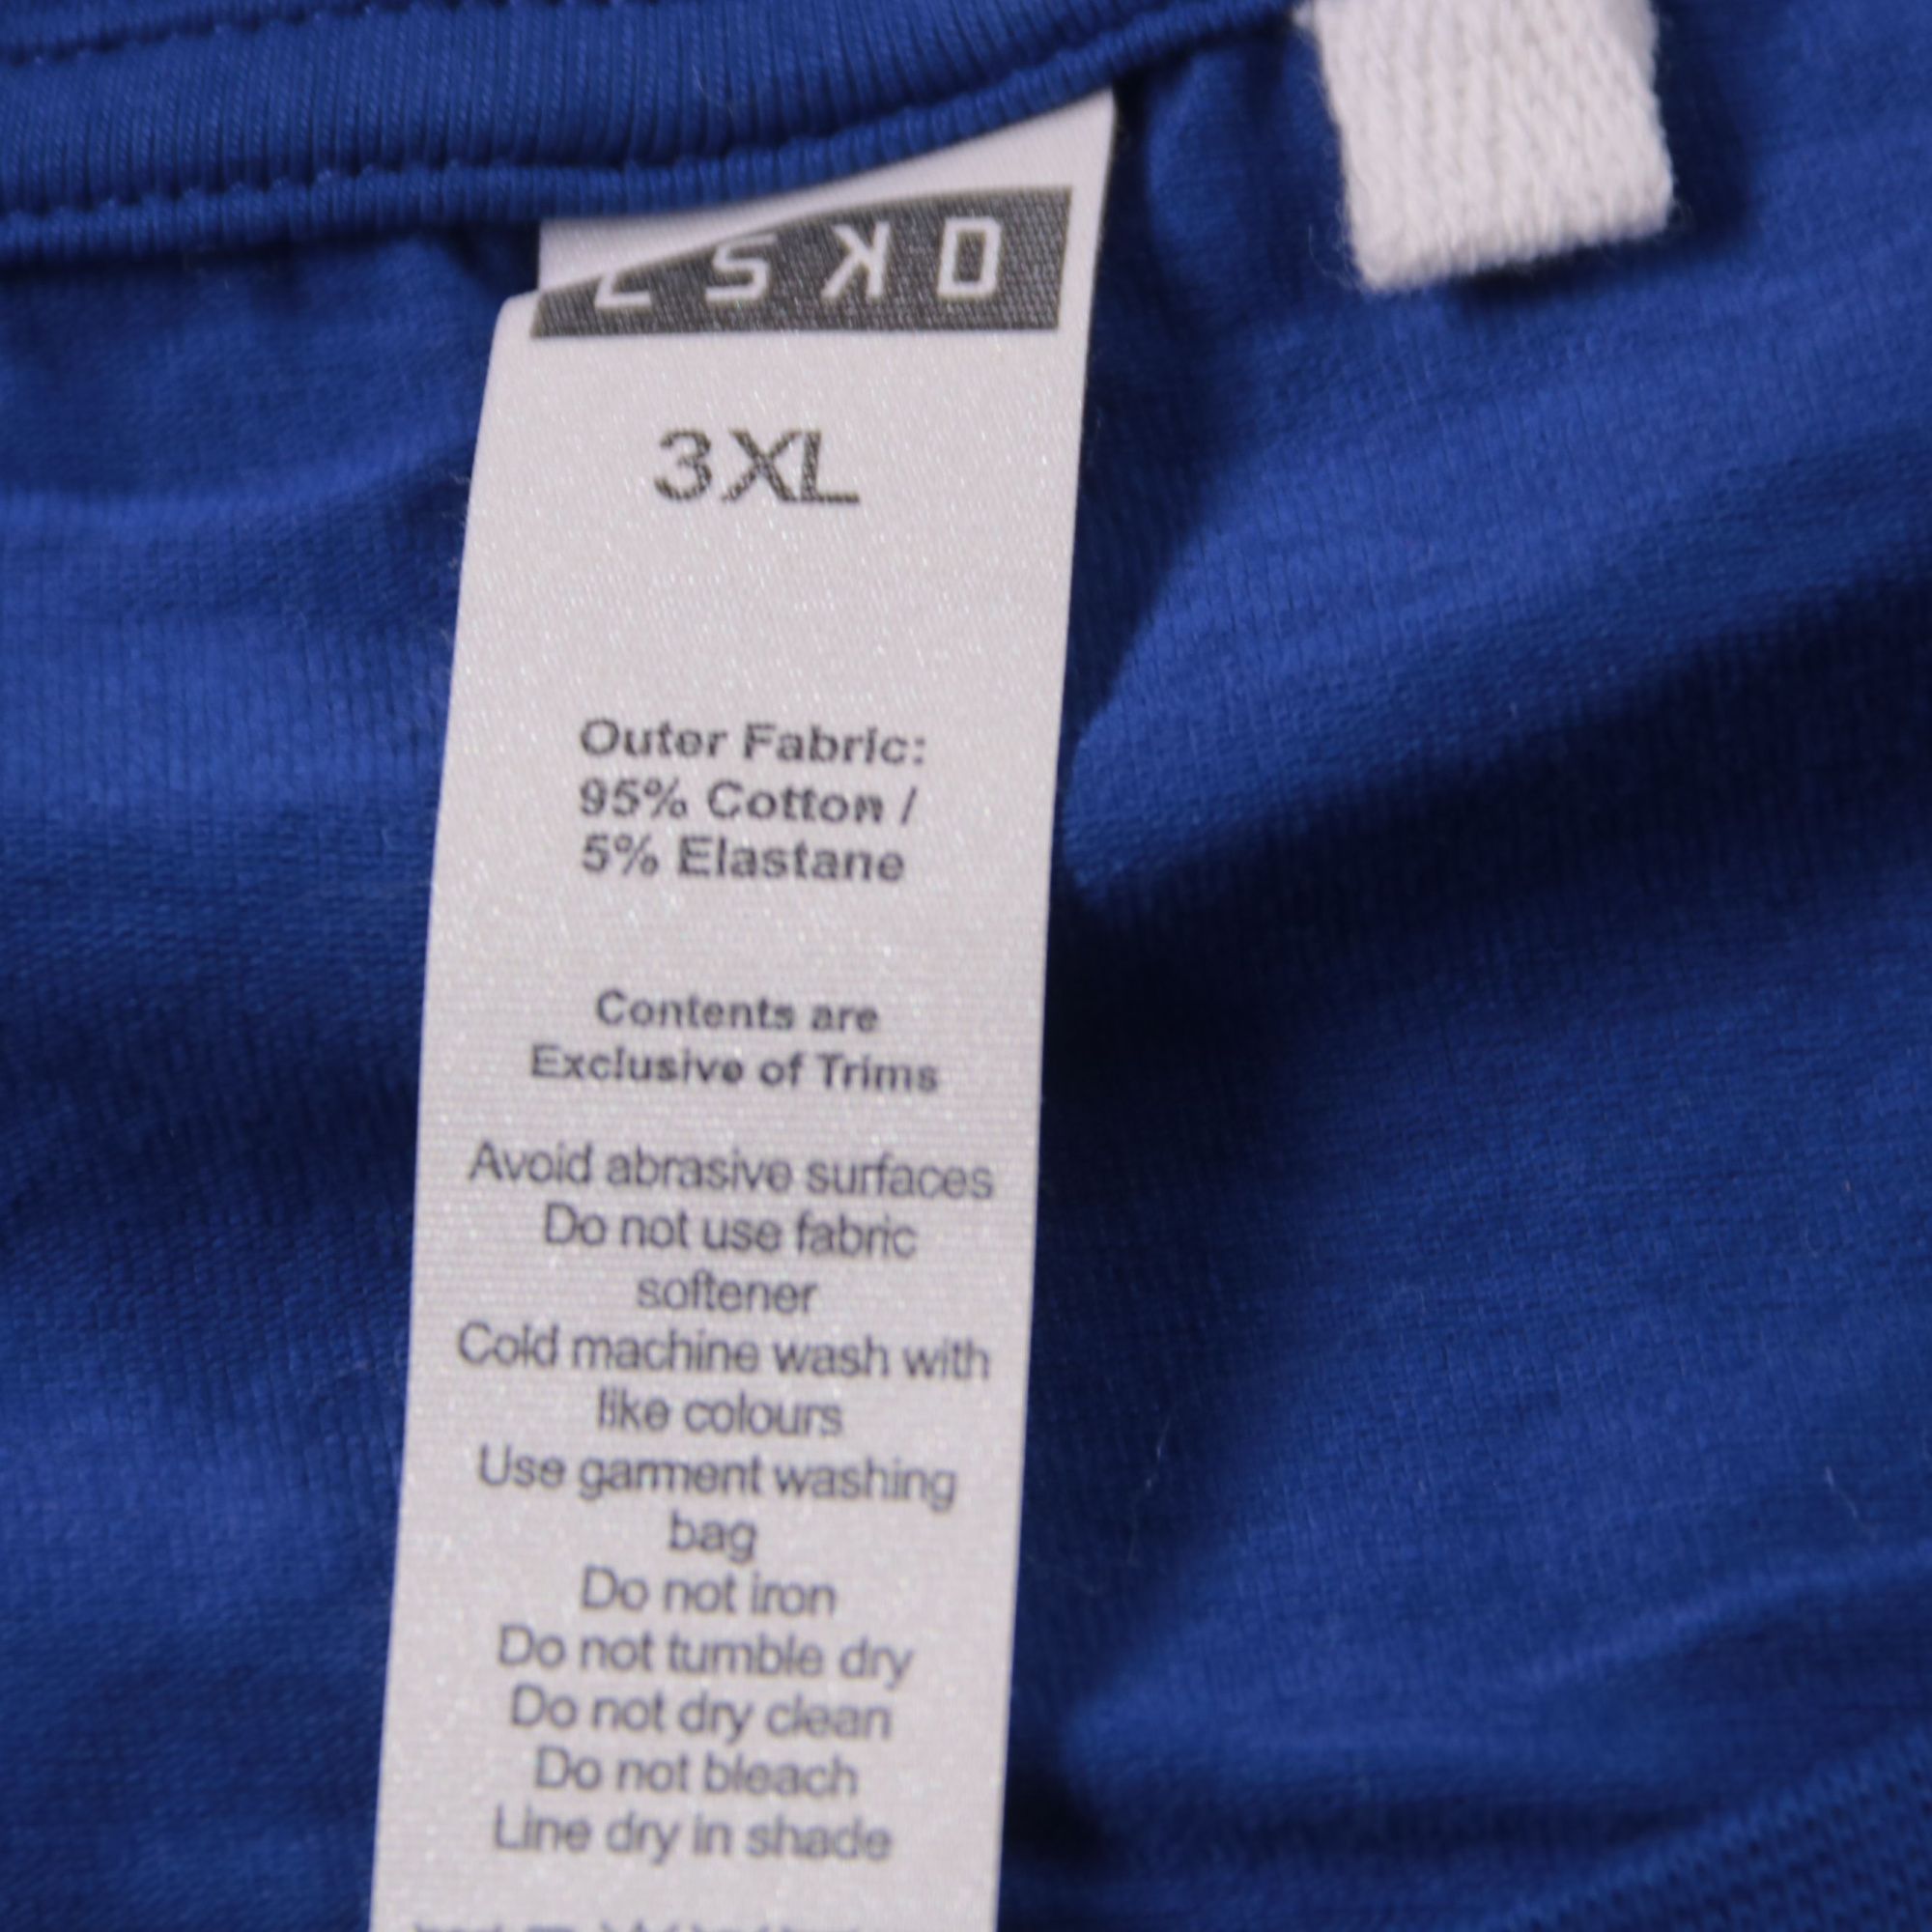 3XL
Outer Fabric:
95% Cotton /
5% Elastane
Contents are
Exclusive of Trims
Avoid abrasive surfaces
Do not use fabric
softener
Cold machine wash with
like colours
Use garment washing
bag
Do not iron
Do not tumble dry
Do not dry clean
Do not bleach
Line dry in shade